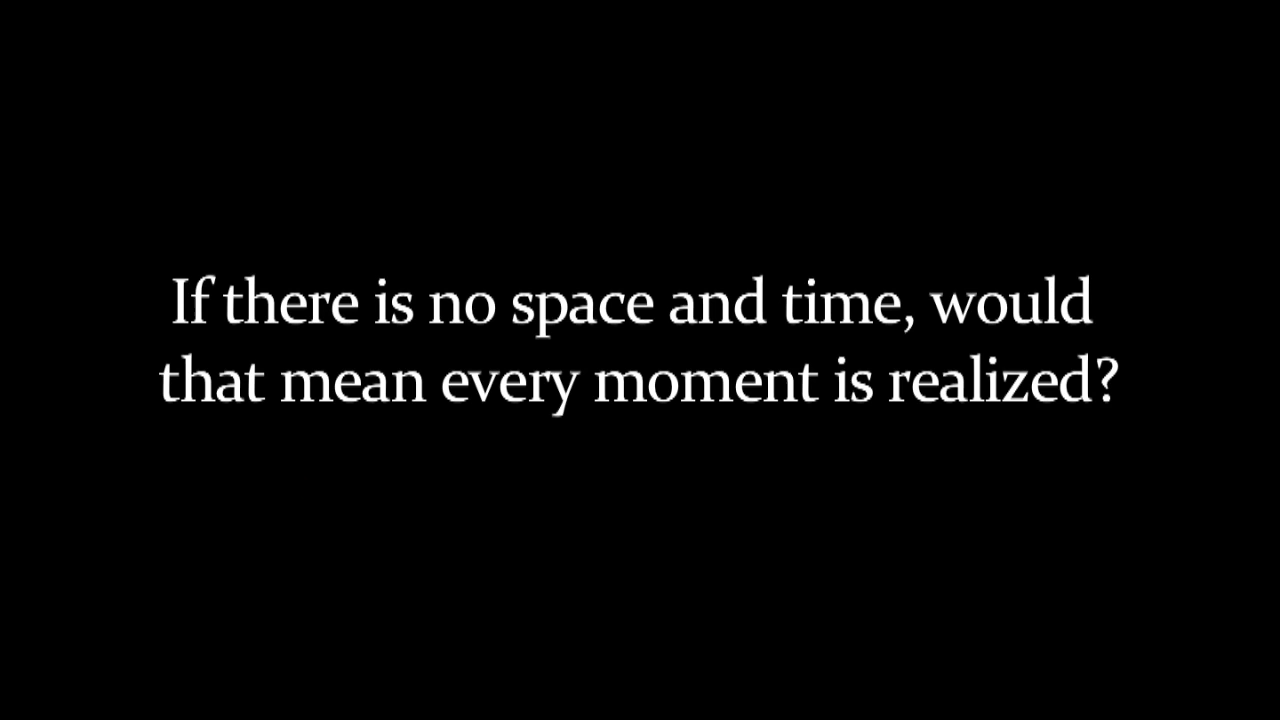 If there is no space and time, would
that mean every moment is realized?